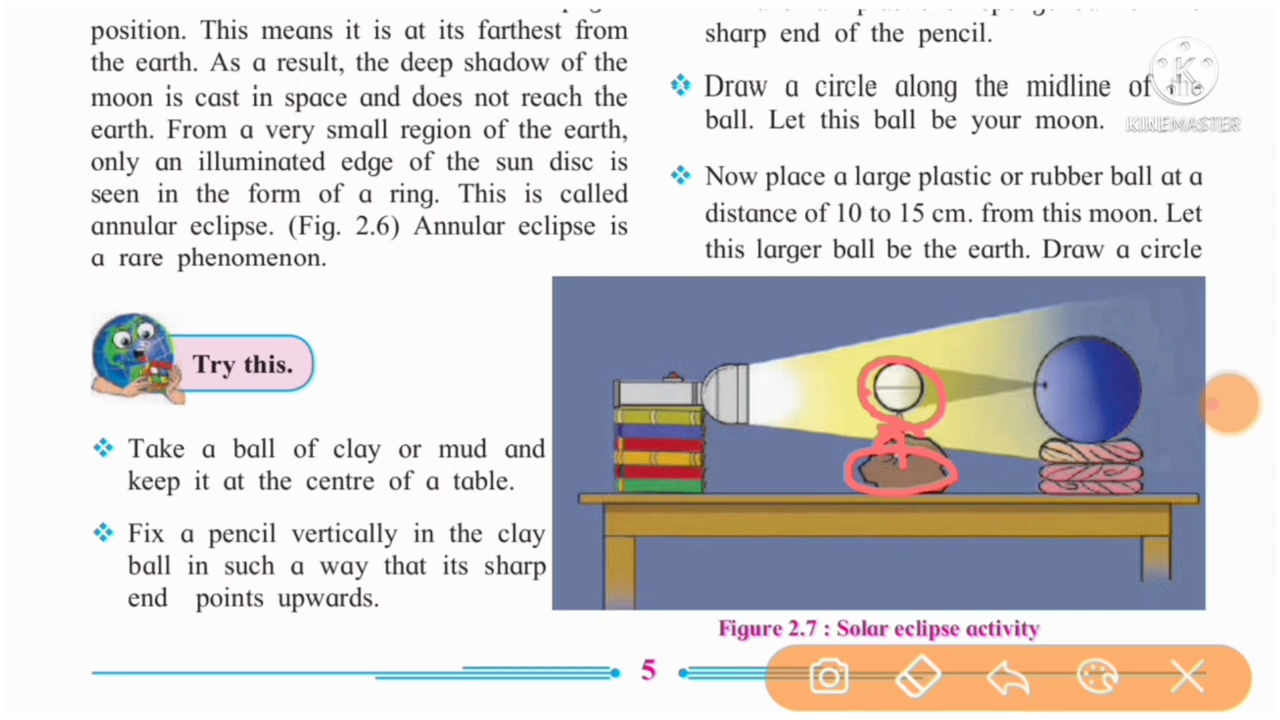 position. This means it is at its farthest from
the earth. As a result, the deep shadow of the
moon is cast in space and does not reach the
earth. From a very small region of the earth,
only an illuminated edge of the sun disc is
seen in the form of a ring. This is called
annular eclipse. (Fig. 2.6) Annular eclipse is
a rare phenomenon.
Try this.
Take a ball of clay or mud and
keep it at the centre of a table.
Fix a pencil vertically in the clay
ball in such a way that its sharp
end points upwards.
sharp end of the pencil.
Draw a circle along the midline of the
ball. Let this ball be your moon.
Now place a large plastic or rubber ball at a
distance of 10 to 15 cm. from this moon. Let
this larger ball be the earth. Draw a circle
K
KINEMASTER
Figure 2.7 : Solar eclipse activity
5